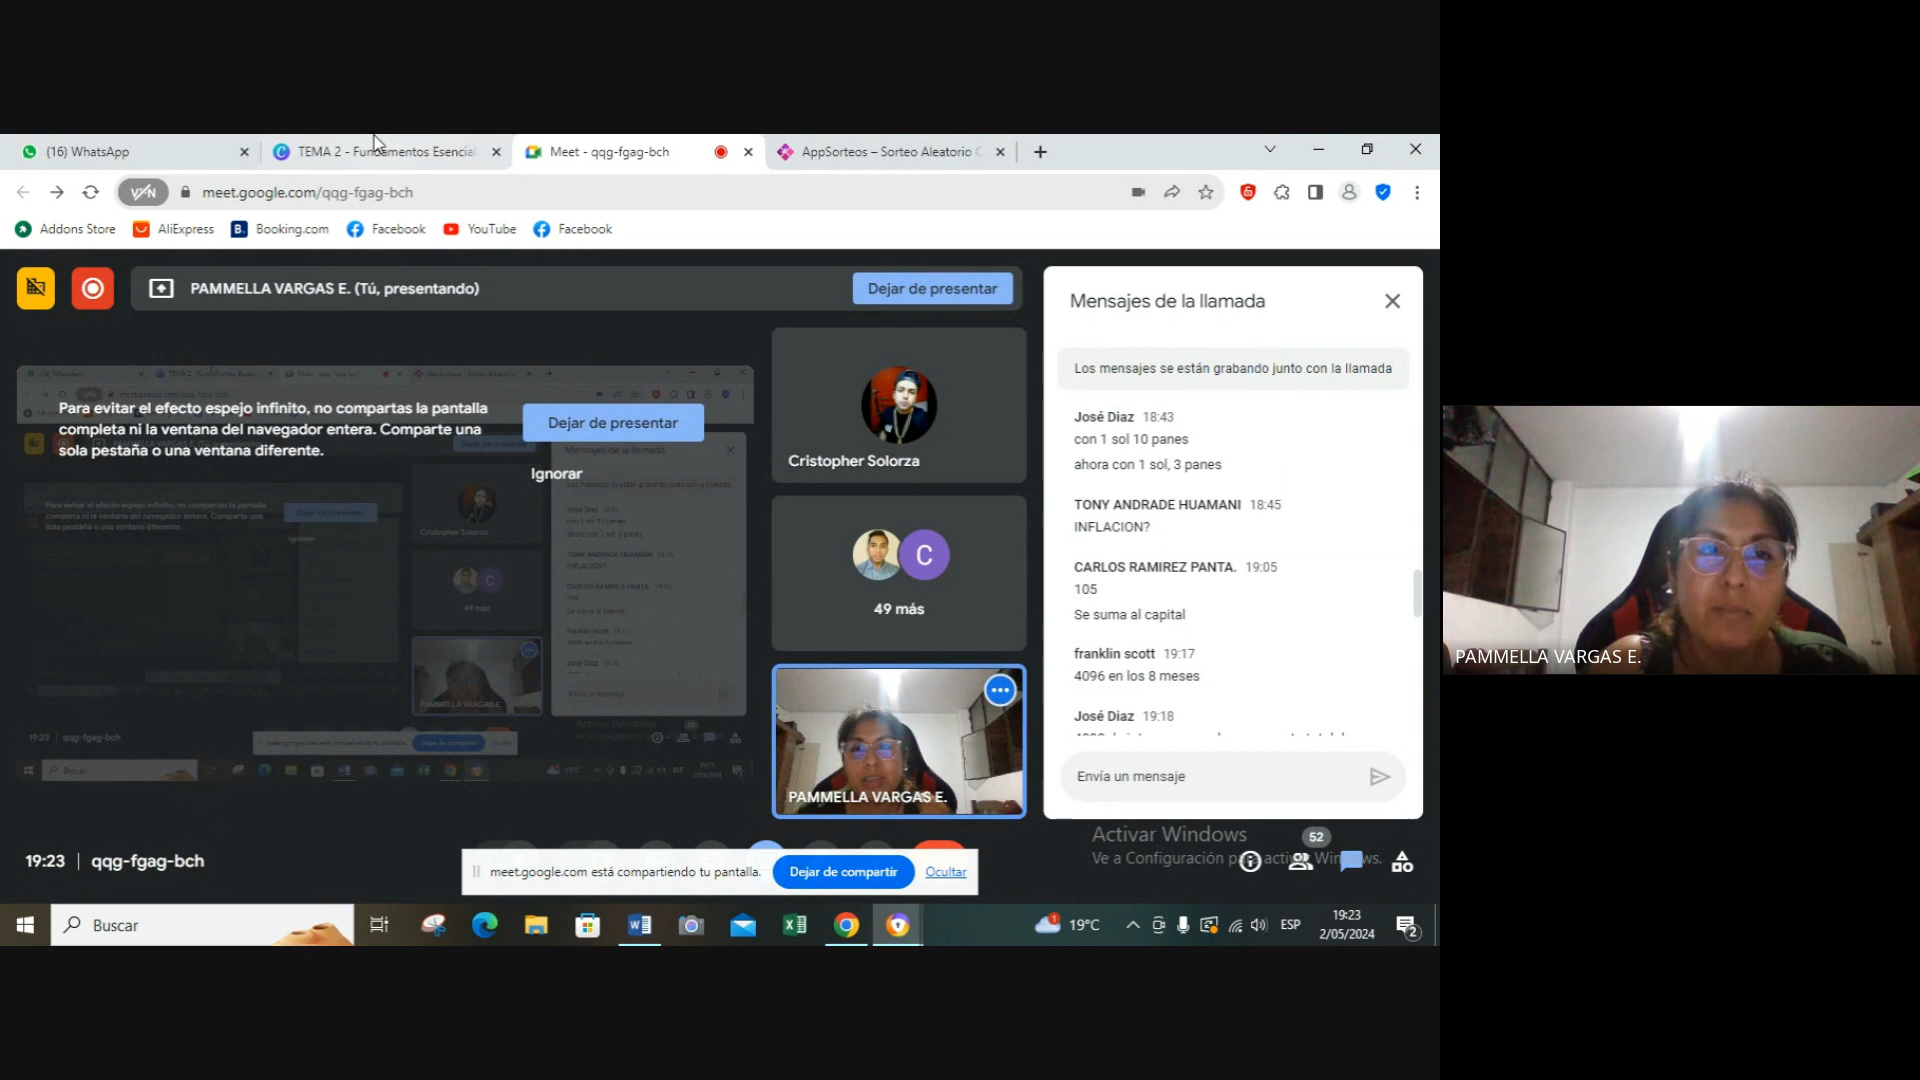 (16) WhatsApp
TEMA 2 - Fundamentos Esencial
Meet - qqg-fgag-bch
AppSorteos – Sorteo Aleatorio
VPN
meet.google.com/qqg-fgag-bch
Addons Store
AliExpress
Booking.com
Facebook
YouTube
Facebook
PAMMELLA VARGAS E. (Tú, presentando)
Dejar de presentar
Para evitar el efecto espejo infinito, no compartas la pantalla
completa ni la ventana del navegador entera. Comparte una
sola pestaña o una ventana diferente.
Dejar de presentar
Ignorar
Cristopher Solorza
C
49 más
PAMMELLA VARGAS E.
Mensajes de la llamada
Los mensajes se están grabando junto con la llamada
José Diaz 18:43
con 1 sol 10 panes
ahora con 1 sol, 3 panes
TONY ANDRADE HUAMANI 18:45
INFLACION?
CARLOS RAMIREZ PANTA. 19:05
105
Se suma al capital
franklin scott 19:17
4096 en los 8 meses
José Diaz 19:18
Envía un mensaje
Activar Windows
Ve a Configuración para activar Windows.
52
19:23 | qqg-fgag-bch
meet.google.com está compartiendo tu pantalla.
Dejar de compartir
Ocultar
Buscar
19°C
ESP
19:23
2/05/2024
2
PAMMELLA VARGAS E.